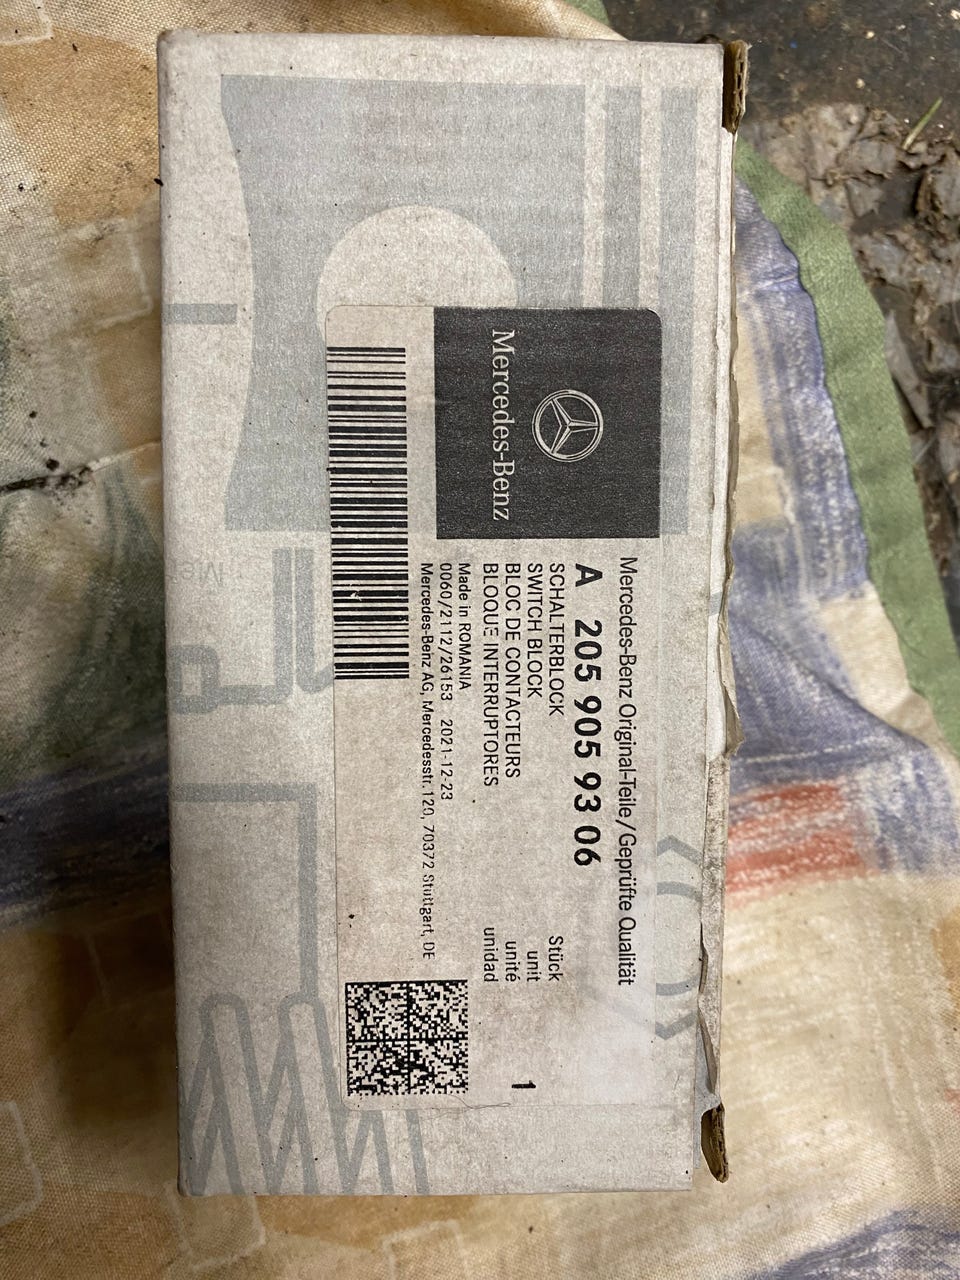 Mercedes-Benz
Mercedes-Benz Original-Teile/Geprüfte Qualität
A 205 905 93 06
SCHALTERBLOCK Stück
SWITCH BLOCK unit
BLOC DE CONTACTEURS unité 1
BLOQUE INTERRUPTORES unidad
Made in ROMANIA
0060/2112/26153 2021-12-23
Mercedes-Benz AG, Mercedesstr.120, 70372 Stuttgart, DE